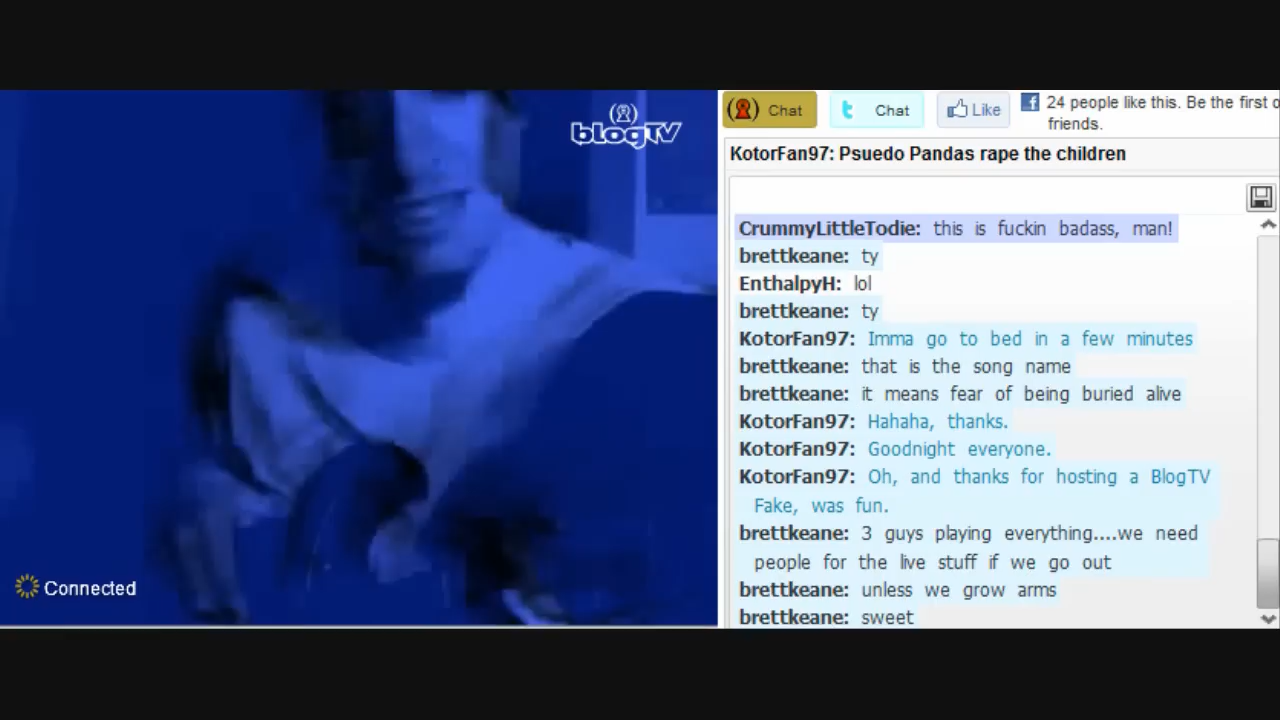 blogTV
Connected
Chat
Chat
Like
24 people like this. Be the first o
friends.
KotorFan97: Psuedo Pandas rape the children
CrummyLittleTodie: this is fuckin badass, man!
brettkeane: ty
EnthalpyH: lol
brettkeane: ty
KotorFan97: Imma go to bed in a few minutes
brettkeane: that is the song name
brettkeane: it means fear of being buried alive
KotorFan97: Hahaha, thanks.
KotorFan97: Goodnight everyone.
KotorFan97: Oh, and thanks for hosting a BlogTV
Fake, was fun.
brettkeane: 3 guys playing everything....we need
people for the live stuff if we go out
brettkeane: unless we grow arms
brettkeane: sweet